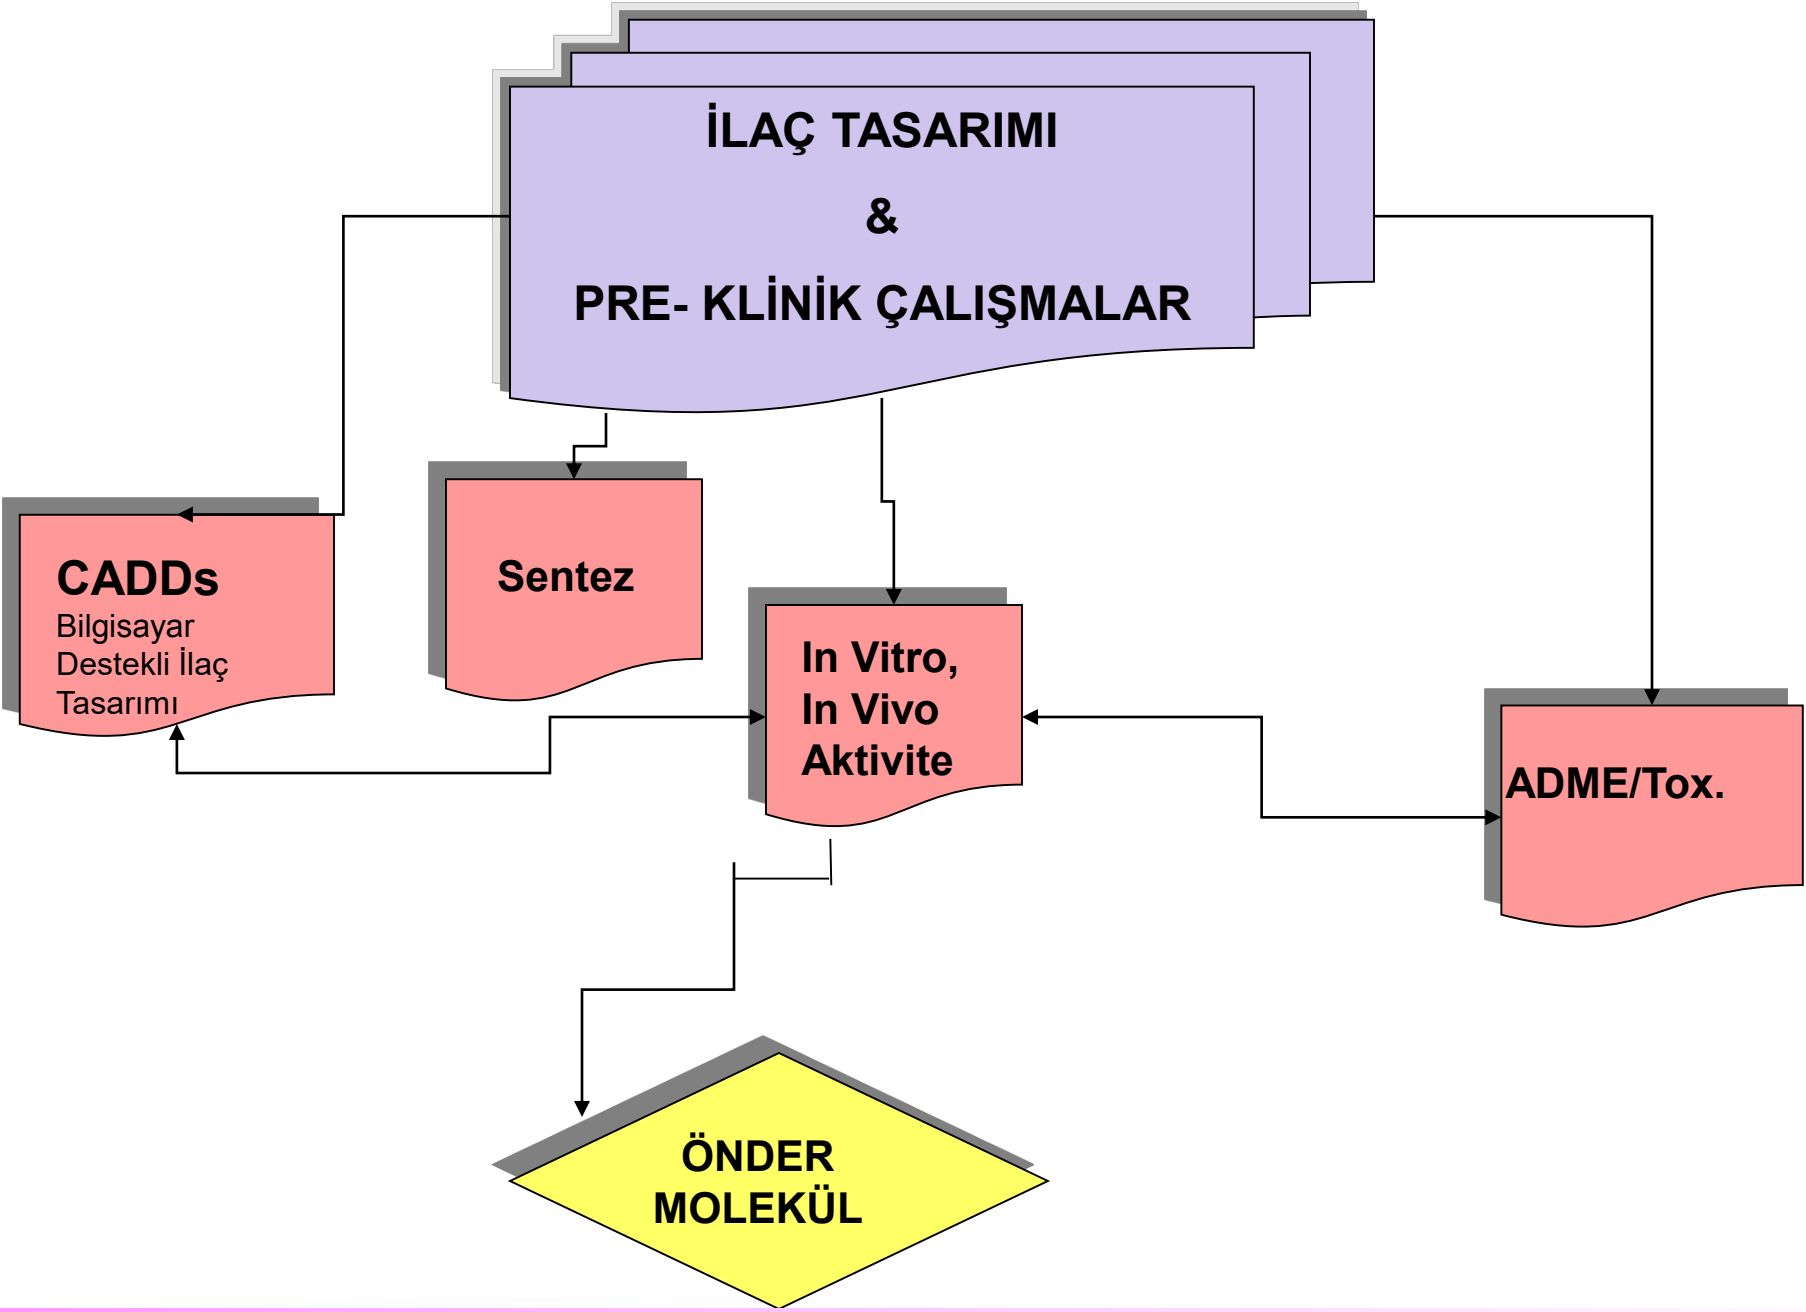 İLAÇ TASARIMI
&
PRE- KLİNİK ÇALIŞMALAR
CADDs
Bilgisayar
Destekli İlaç
Tasarımı
Sentez
In Vitro,
In Vivo
Aktivite
ADME/Tox.
ÖNDER
MOLEKÜL